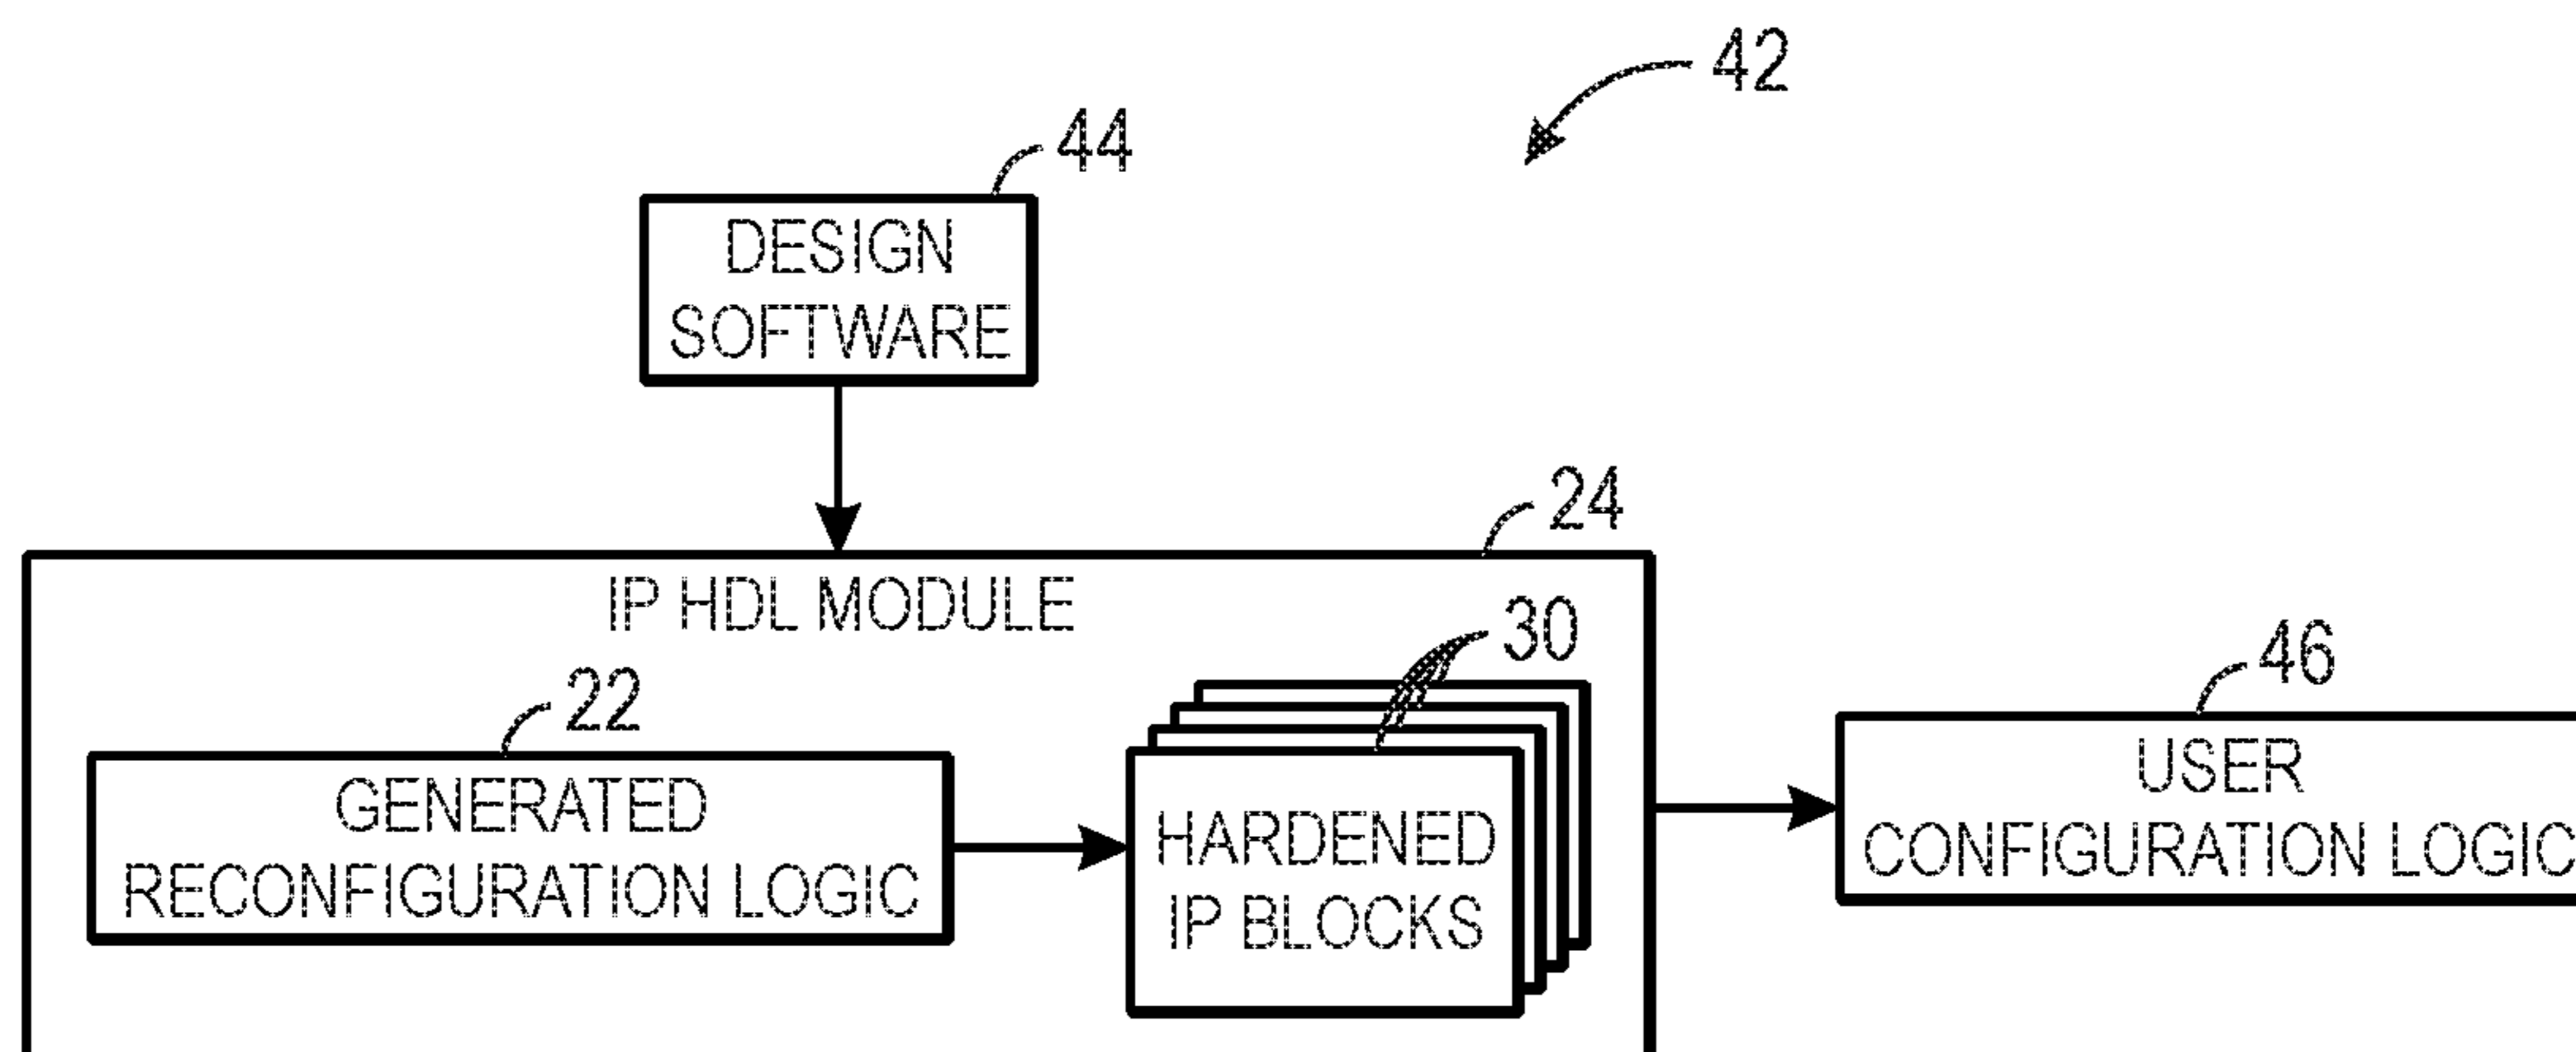 42
44
DESIGN
SOFTWARE
24
IP HDL MODULE
30
22
46
GENERATED
RECONFIGURATION LOGIC
HARDENED
IP BLOCKS
USER
CONFIGURATION LOGIC